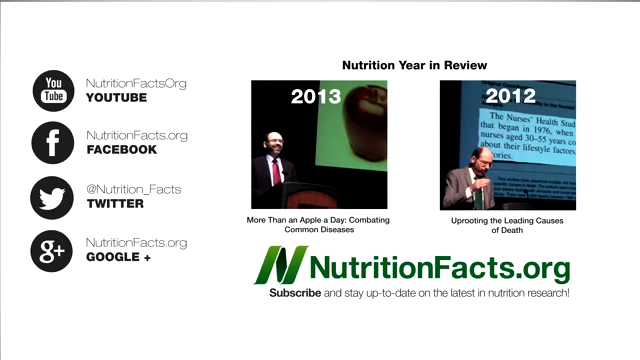 You
Tube
NutritionFactsOrg
YOUTUBE
f
NutritionFacts.org
FACEBOOK
@Nutrition_Facts
TWITTER
g+
NutritionFacts.org
GOOGLE +
Nutrition Year in Review
2013
More Than an Apple a Day: Combating
Common Diseases
2012
The Nurses' Health Stud
that began in 1976, when
nurses aged 30–55 years co
about their lifestyle factors
ories.
Uprooting the Leading Causes
of Death
NutritionFacts.org
Subscribe and stay up-to-date on the latest in nutrition research!